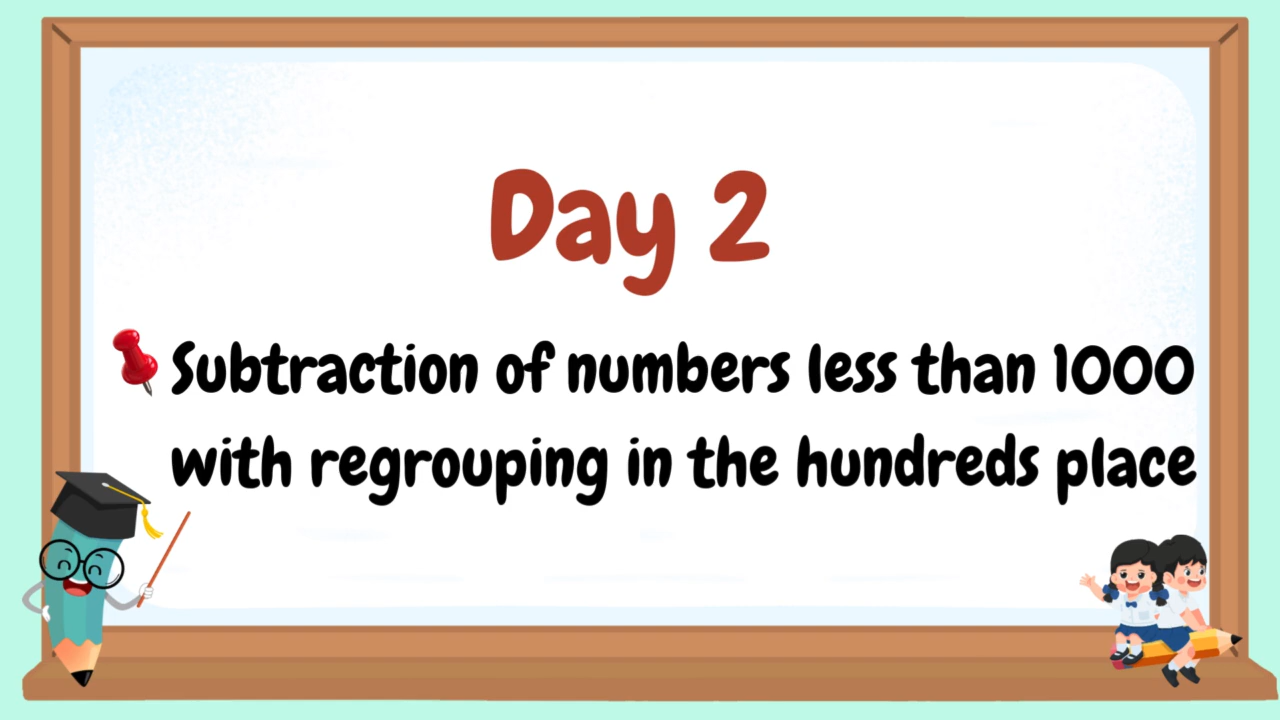 Day 2
Subtraction of numbers less than 1000
with regrouping in the hundreds place